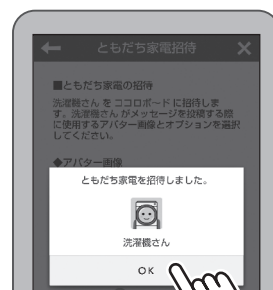 ともだち家電招待
■ともだち家電の招待
洗濯機さん を ココロボード に招待しま
す。洗濯機さん がメッセージを投稿する際
に使用するアバター画像とオプションを選択
してください。
◆アバター画像
ともだち家電を招待しました。
洗濯機さん
OK